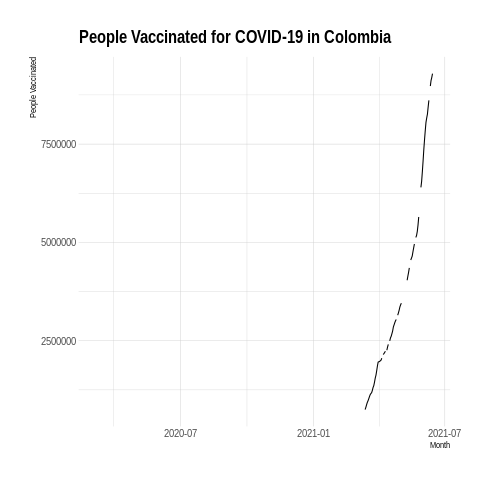 People Vaccinated for COVID-19 in Colombia
People Vaccinated
7500000
5000000
2500000
2020-07
2021-01
2021-07
Month